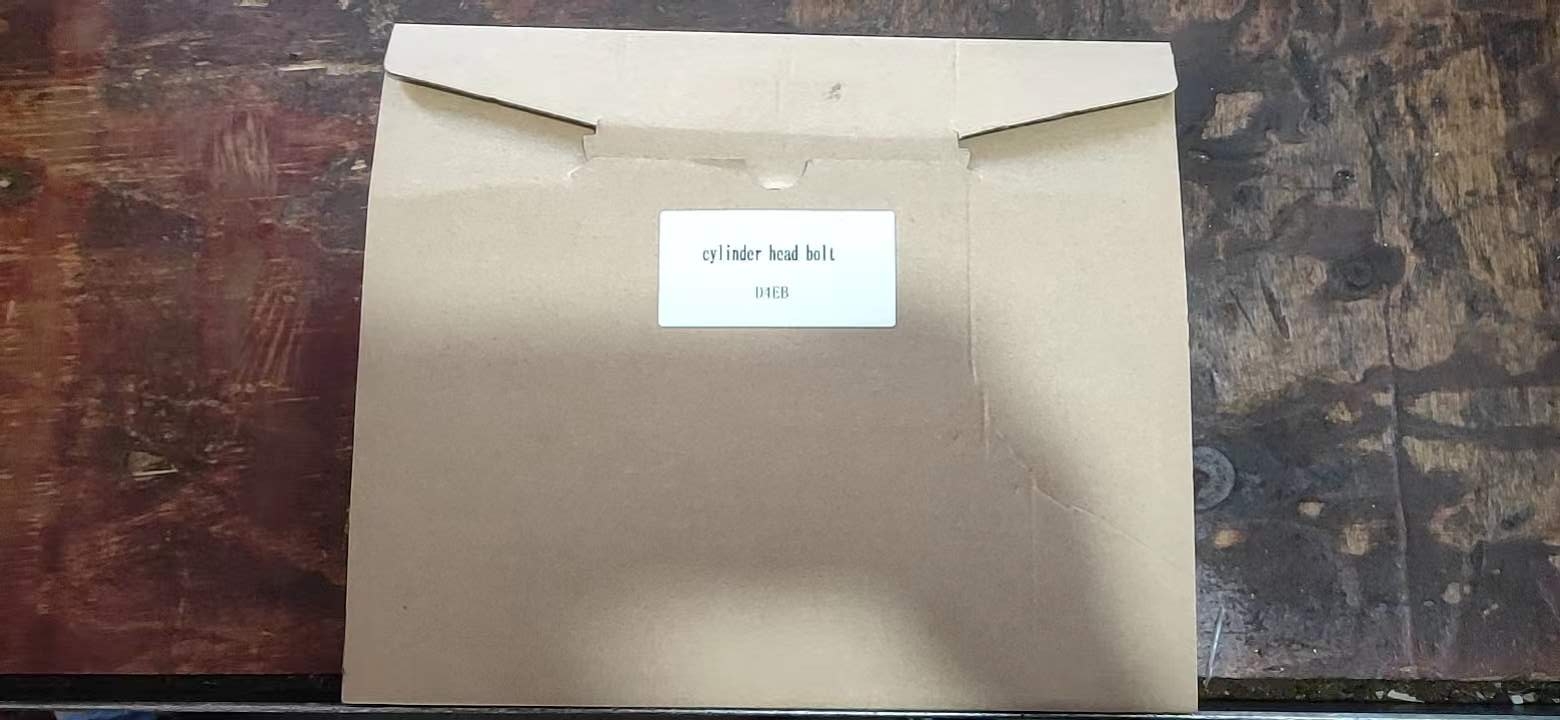 cylinder head bolt
D4EB